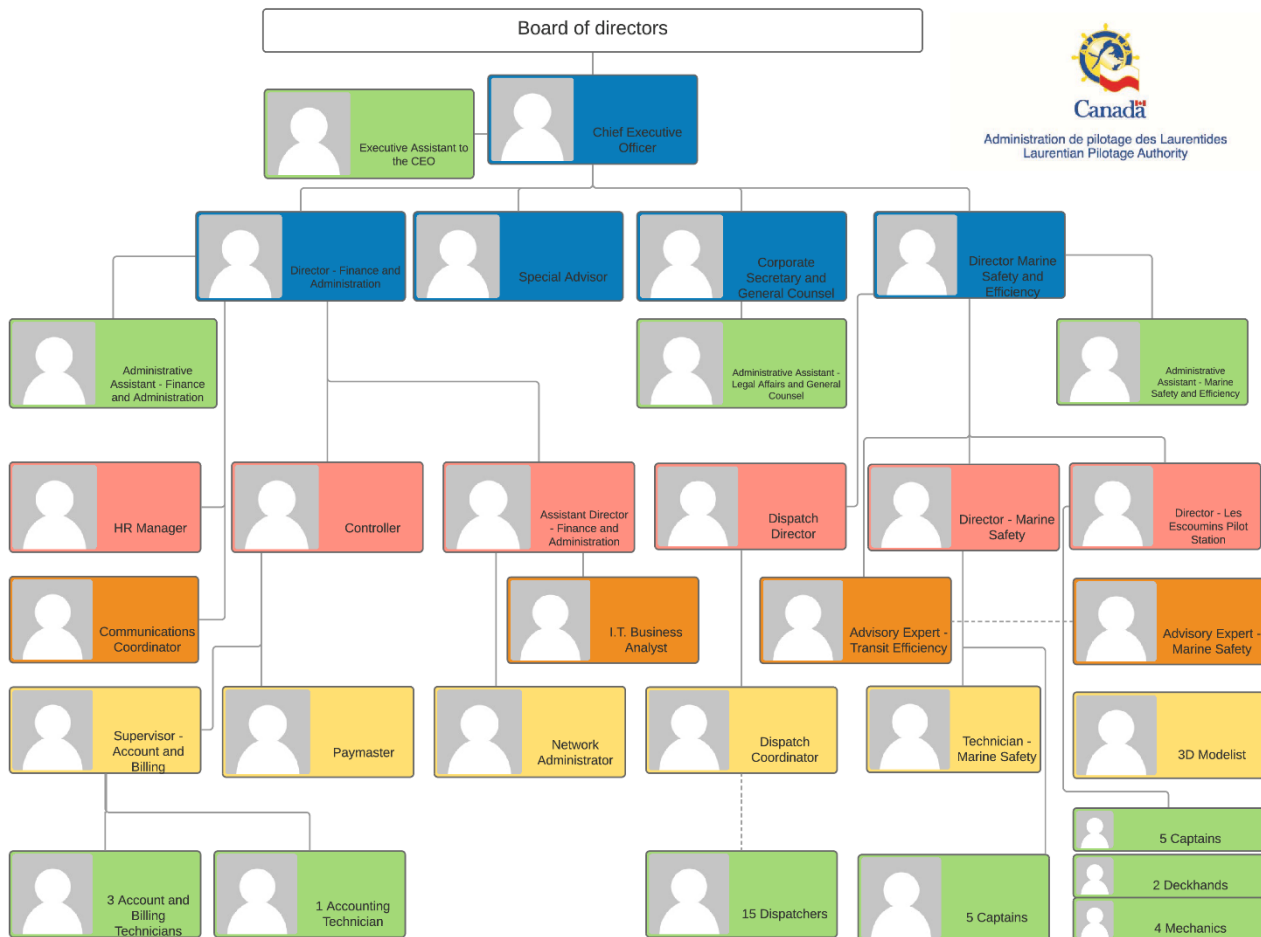 Board of directors
Canada
Administration de pilotage des Laurentides
Laurentian Pilotage Authority
Executive Assistant to
the CEO
Chief Executive
Officer
Director - Finance and
Administration
Special Advisor
Corporate
Secretary and
General Counsel
Director Marine
Safety and
Efficiency
Administrative
Assistant - Finance
and Administration
Administrative Assistant -
Legal Affairs and General
Counsel
Administrative
Assistant - Marine
Safety and Efficiency
HR Manager
Controller
Assistant Director
- Finance and
Administration
Dispatch
Director
Director - Marine
Safety
Director - Les
Escoumins Pilot
Station
Communications
Coordinator
I.T. Business
Analyst
Advisory Expert -
Transit Efficiency
Advisory Expert -
Marine Safety
Supervisor -
Account and
Billing
Paymaster
Network
Administrator
Dispatch
Coordinator
Technician -
Marine Safety
3D Modelist
3 Account and
Billing
Technicians
1 Accounting
Technician
15 Dispatchers
5 Captains
5 Captains
2 Deckhands
4 Mechanics